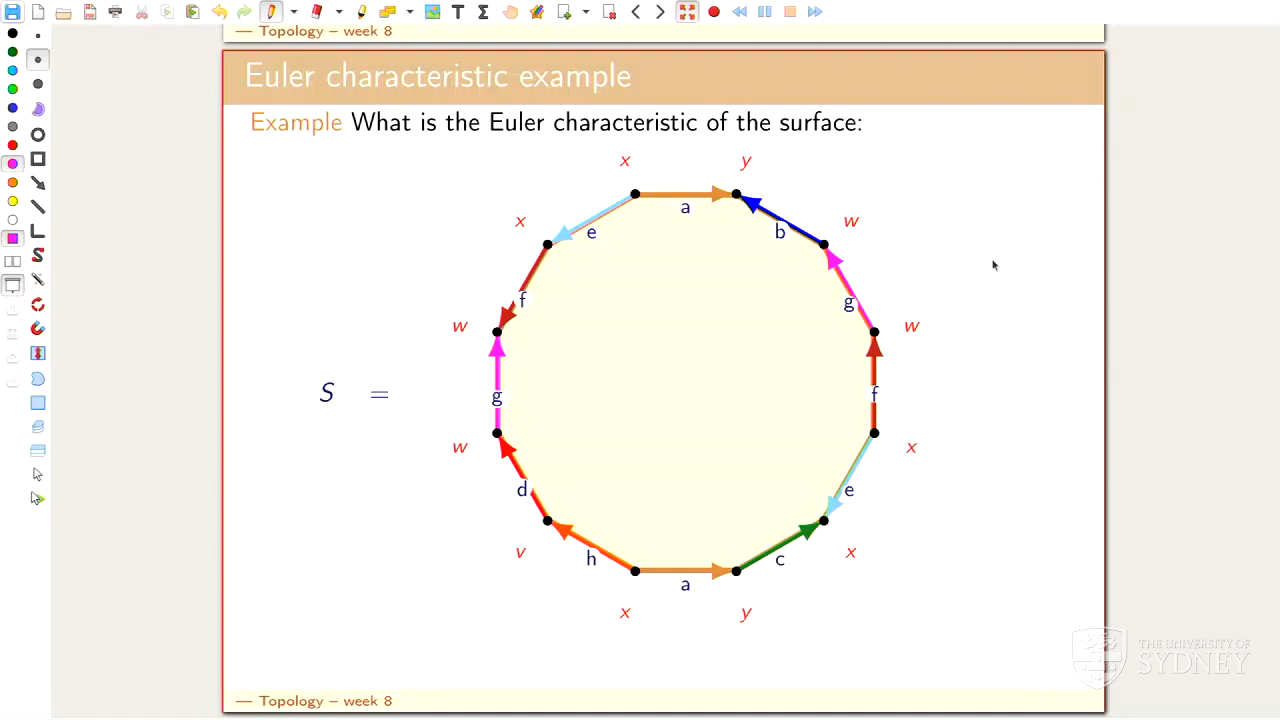 — Topology – week 8
Euler characteristic example
Example What is the Euler characteristic of the surface:
x y
a
x e b w
f g
w w
S = g f
w x
d e
v h c x
a
x y
THE UNIVERSITY OF
SYDNEY
— Topology – week 8